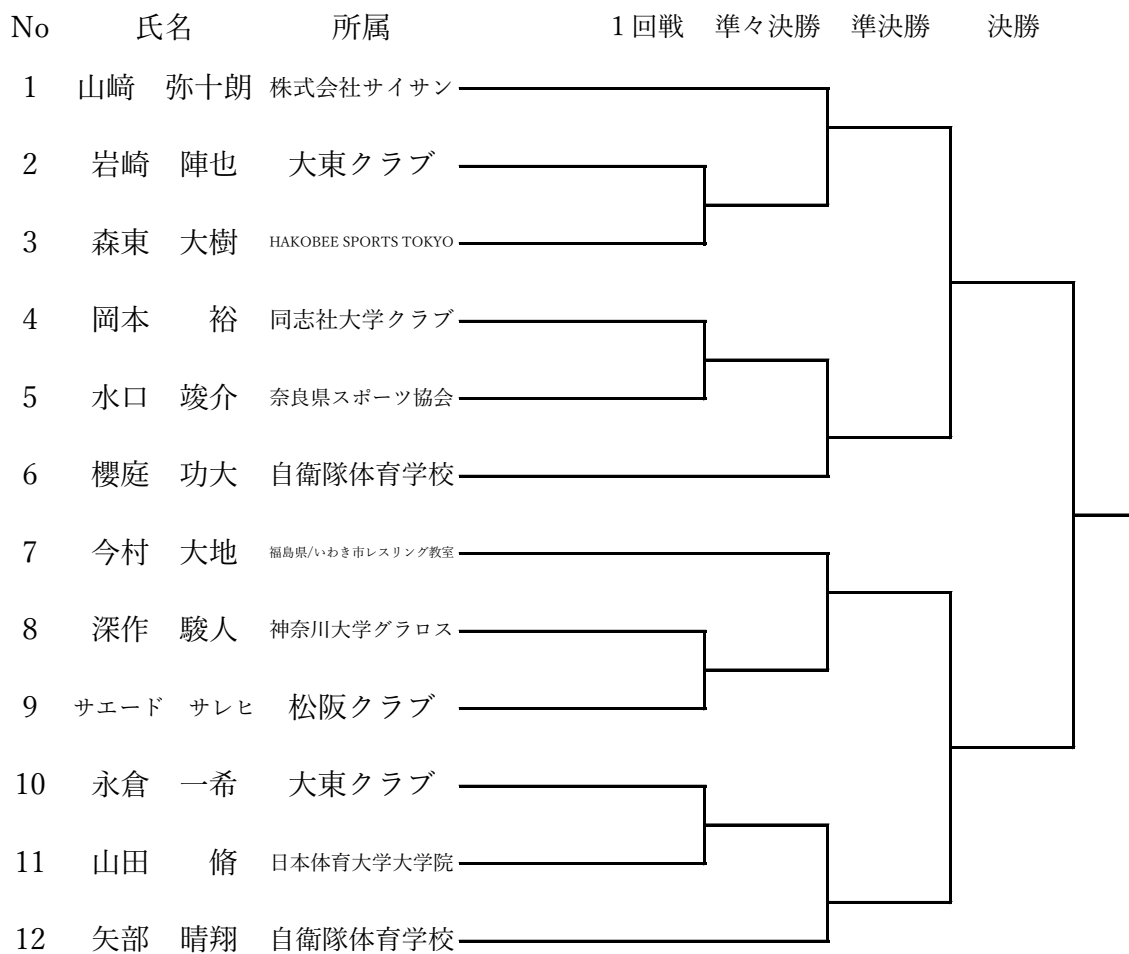 No 氏名 所属 1回戦 準々決勝 準決勝 決勝
1 山﨑 弥十朗 株式会社サイサン
2 岩崎 陣也 大東クラブ
3 森東 大樹 HAKOBEE SPORTS TOKYO
4 岡本 裕 同志社大学クラブ
5 水口 竣介 奈良県スポーツ協会
6 櫻庭 功大 自衛隊体育学校
7 今村 大地 福島県/いわき市レスリング教室
8 深作 駿人 神奈川大学グラロス
9 サエード サレヒ 松阪クラブ
10 永倉 一希 大東クラブ
11 山田 脩 日本体育大学大学院
12 矢部 晴翔 自衛隊体育学校